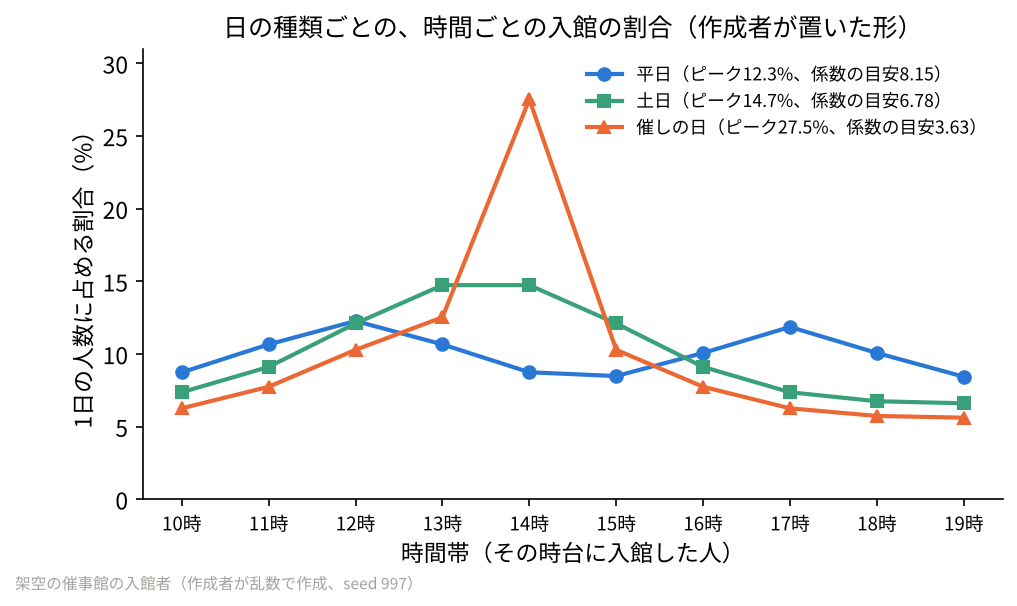 日の種類ごとの、時間ごとの入館の割合（作成者が置いた形）
平日（ピーク12.3%、係数の目安8.15）
土日（ピーク14.7%、係数の目安6.78）
催しの日（ピーク27.5%、係数の目安3.63）
1日の人数に占める割合（%）
30
25
20
15
10
5
0
10時 11時 12時 13時 14時 15時 16時 17時 18時 19時
時間帯（その時台に入館した人）
架空の催事館の入館者（作成者が乱数で作成、seed 997）